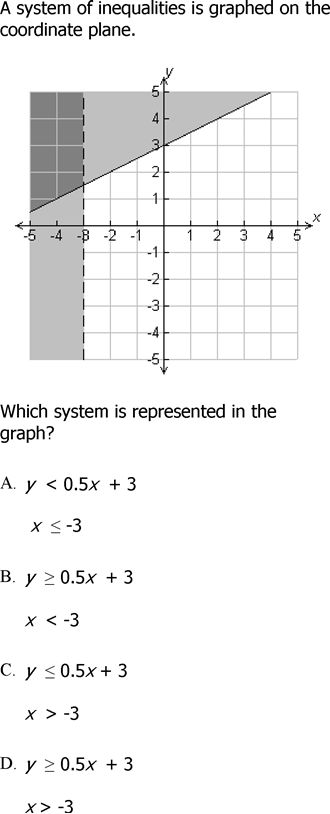 A system of inequalities is graphed on the
coordinate plane.
y
5
4
3
2
1
-5 -4 -3 -2 -1 1 2 3 4 5 x
-1
-2
-3
-4
-5
Which system is represented in the
graph?
A. y < 0.5x + 3
x ≤ -3
B. y ≥ 0.5x + 3
x < -3
C. y ≤ 0.5x + 3
x > -3
D. y ≥ 0.5x + 3
x > -3